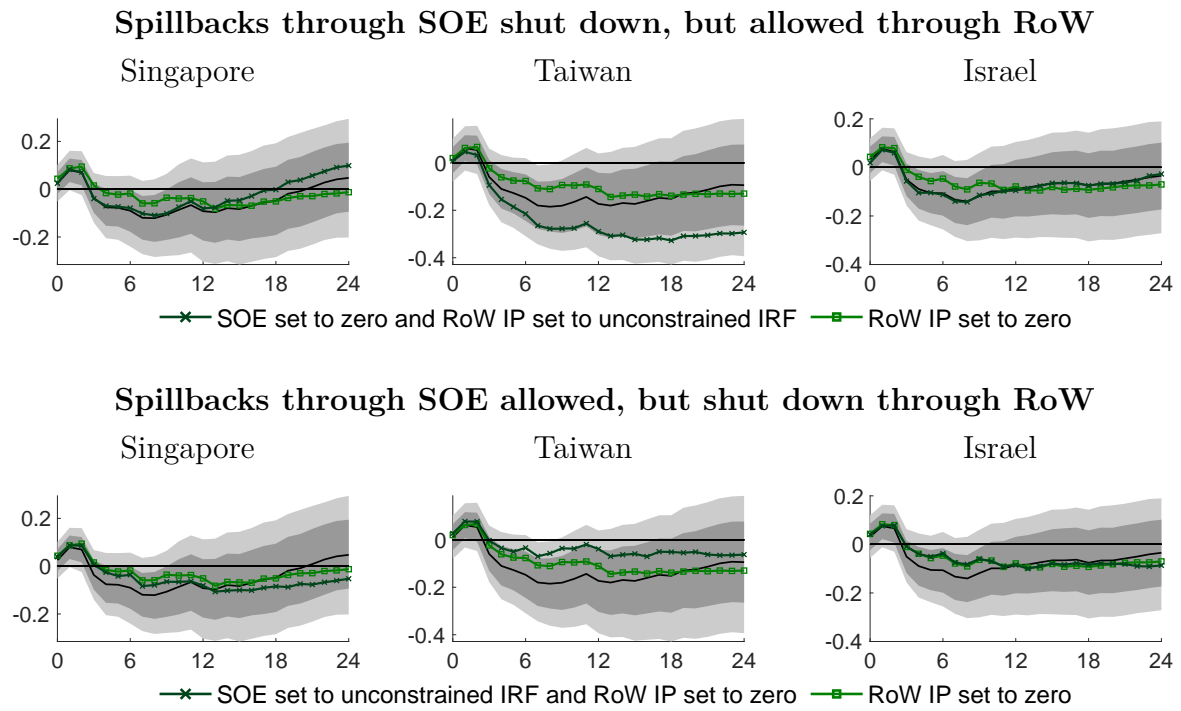 Spillbacks through SOE shut down, but allowed through RoW
Singapore Taiwan Israel
0.2
0
-0.2
0 6 12 18 24
0
-0.2
-0.4
0 6 12 18 24
0.2
0
-0.2
-0.4
0 6 12 18 24
SOE set to zero and RoW IP set to unconstrained IRF RoW IP set to zero
Spillbacks through SOE allowed, but shut down through RoW
Singapore Taiwan Israel
0.2
0
-0.2
0 6 12 18 24
0
-0.2
-0.4
0 6 12 18 24
0.2
0
-0.2
-0.4
0 6 12 18 24
SOE set to unconstrained IRF and RoW IP set to zero RoW IP set to zero